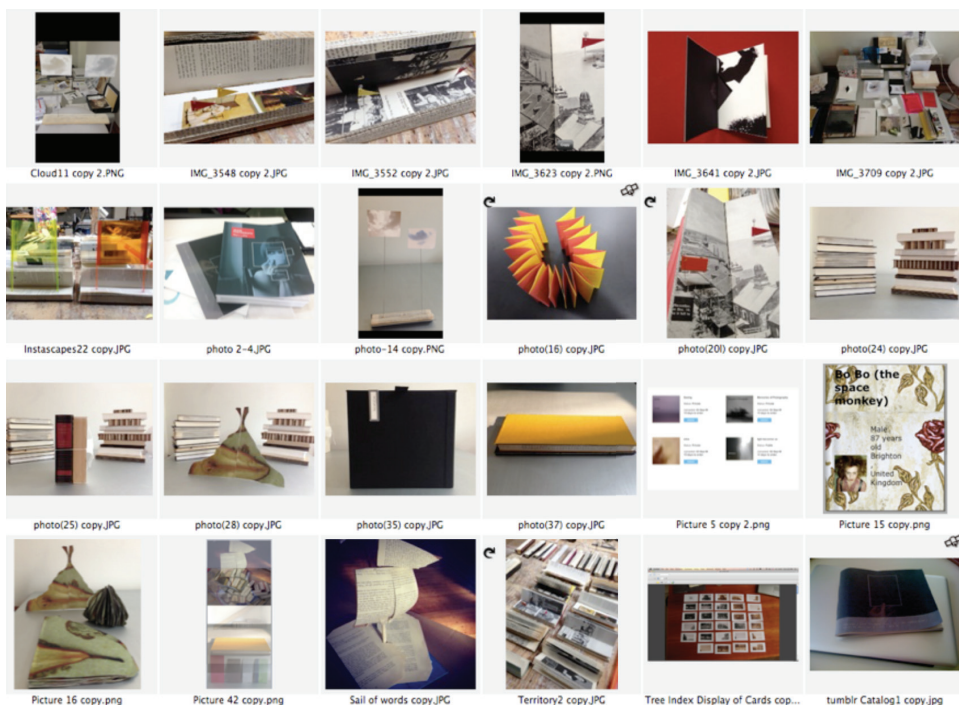 Cloud11 copy 2.PNG
IMG_3548 copy 2.JPG
IMG_3552 copy 2.JPG
IMG_3623 copy 2.PNG
IMG_3641 copy 2.JPG
IMG_3709 copy 2.JPG
Instascapes22 copy.JPG
photo 2-4.JPG
photo-14 copy.PNG
photo(16) copy.JPG
photo(20l) copy.JPG
photo(24) copy.JPG
Bo Bo (the
space
monkey)
Male,
87 years
old
Brighton
United
Kingdom
photo(25) copy.JPG
photo(28) copy.JPG
photo(35) copy.JPG
photo(37) copy.JPG
Picture 5 copy 2.png
Picture 15 copy.png
Picture 16 copy.png
Picture 42 copy.png
Sail of words copy.JPG
Territory2 copy.JPG
Tree Index Display of Cards cop...
tumblr Catalog1 copy.jpg